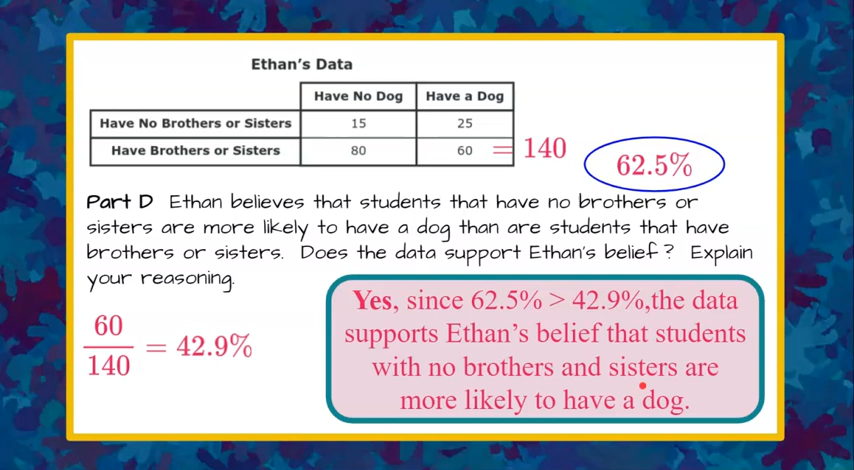 Ethan's Data
Have No Dog Have a Dog
Have No Brothers or Sisters 15 25
Have Brothers or Sisters 80 60 = 140
62.5%
Part D Ethan believes that students that have no brothers or
sisters are more likely to have a dog than are students that have
brothers or sisters. Does the data support Ethan's belief? Explain
your reasoning.
60
140
= 42.9%
Yes, since 62.5% > 42.9%,the data
supports Ethan's belief that students
with no brothers and sisters are
more likely to have a dog.